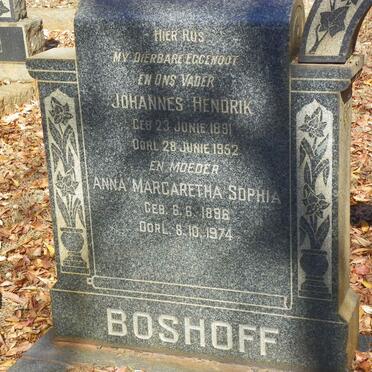 HIER RUS
MY DIERBARE EGGENOOT
EN ONS VADER
JOHANNES HENDRIK
GEB 23 JUNIE 1891
OORL 28 JUNIE 1952
EN MOEDER
ANNA MARGARETHA SOPHIA
GEB. 6.6.1896
OORL. 8.10.1974
BOSHOFF